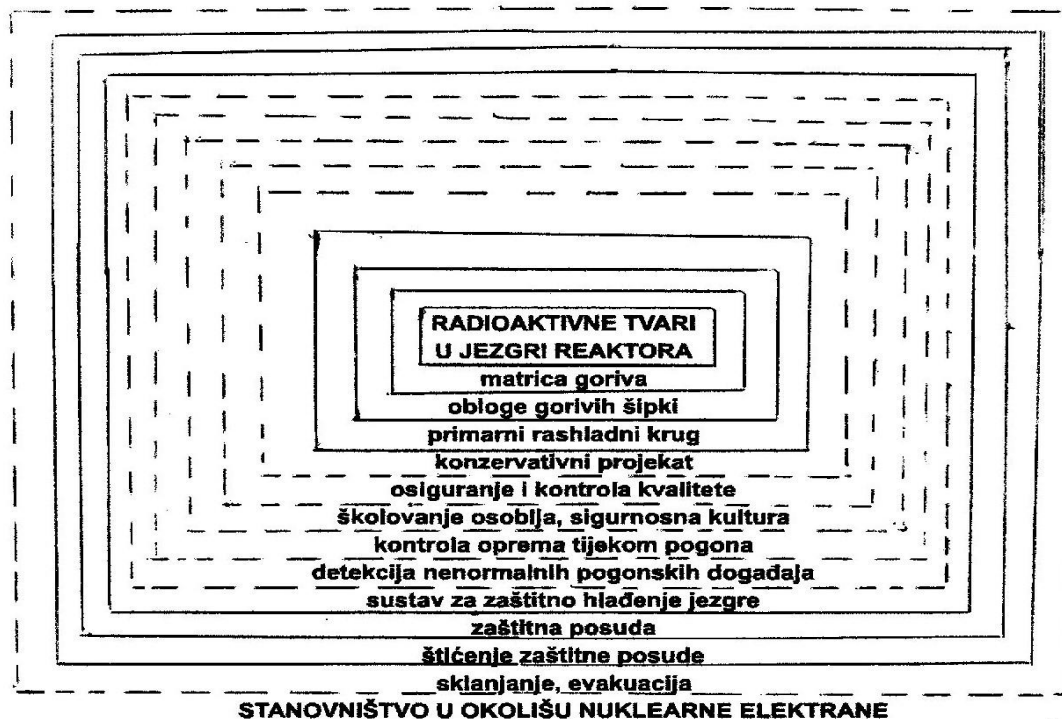 RADIOAKTIVNE TVARI
U JEZGRI REAKTORA
matrica goriva
obloge gorivih šipki
primarni rashladni krug
konzervativni projekat
osiguranje i kontrola kvalitete
školovanje osoblja, sigurnosna kultura
kontrola oprema tijekom pogona
detekcija nenormalnih pogonskih događaja
sustav za zaštitno hlađenje jezgre
zaštitna posuda
štićenje zaštitne posude
sklanjanje, evakuacija
STANOVNIŠTVO U OKOLIŠU NUKLEARNE ELEKTRANE